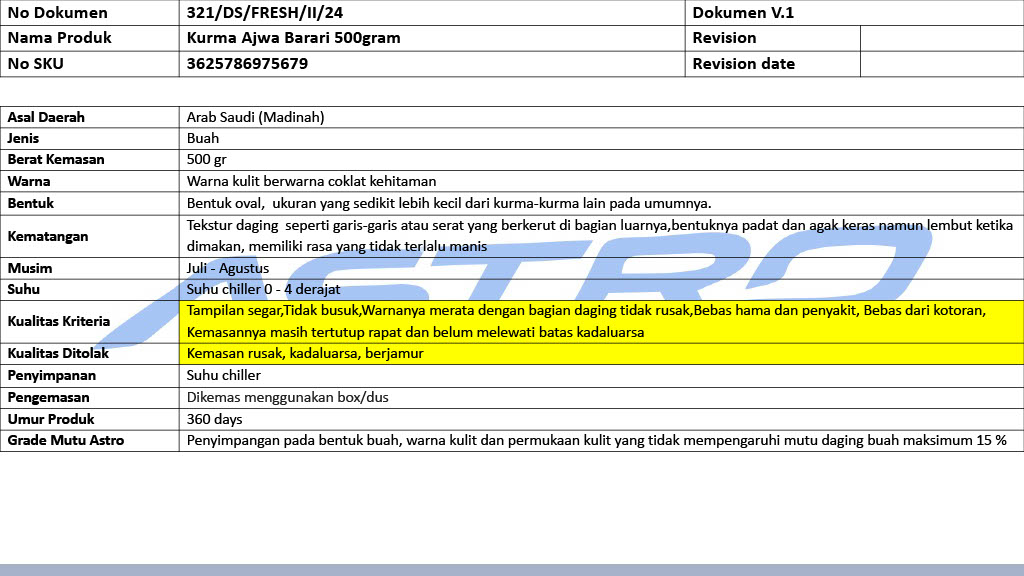 No Dokumen 321/DS/FRESH/II/24 Dokumen V.1
Nama Produk Kurma Ajwa Barari 500gram Revision
No SKU 3625786975679 Revision date
Asal Daerah Arab Saudi (Madinah)
Jenis Buah
Berat Kemasan 500 gr
Warna Warna kulit berwarna coklat kehitaman
Bentuk Bentuk oval, ukuran yang sedikit lebih kecil dari kurma-kurma lain pada umumnya.
Kematangan Tekstur daging seperti garis-garis atau serat yang berkerut di bagian luarnya,bentuknya padat dan agak keras namun lembut ketika
dimakan, memiliki rasa yang tidak terlalu manis
Musim Juli - Agustus
Suhu Suhu chiller 0 - 4 derajat
Kualitas Kriteria Tampilan segar,Tidak busuk,Warnanya merata dengan bagian daging tidak rusak,Bebas hama dan penyakit, Bebas dari kotoran,
Kemasannya masih tertutup rapat dan belum melewati batas kadaluarsa
Kualitas Ditolak Kemasan rusak, kadaluarsa, berjamur
Penyimpanan Suhu chiller
Pengemasan Dikemas menggunakan box/dus
Umur Produk 360 days
Grade Mutu Astro Penyimpangan pada bentuk buah, warna kulit dan permukaan kulit yang tidak mempengaruhi mutu daging buah maksimum 15 %
ASTRO